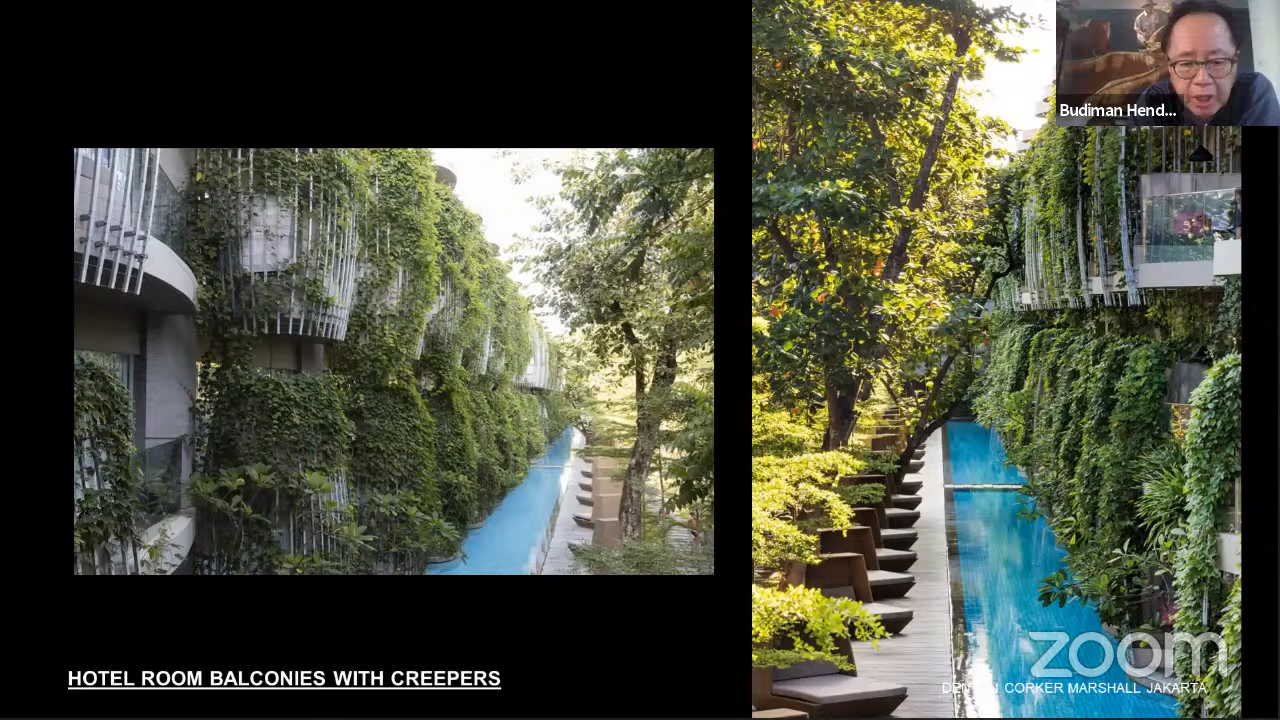 Budiman Hend...
HOTEL ROOM BALCONIES WITH CREEPERS
zoom
CORKER MARSHALL JAKARTA